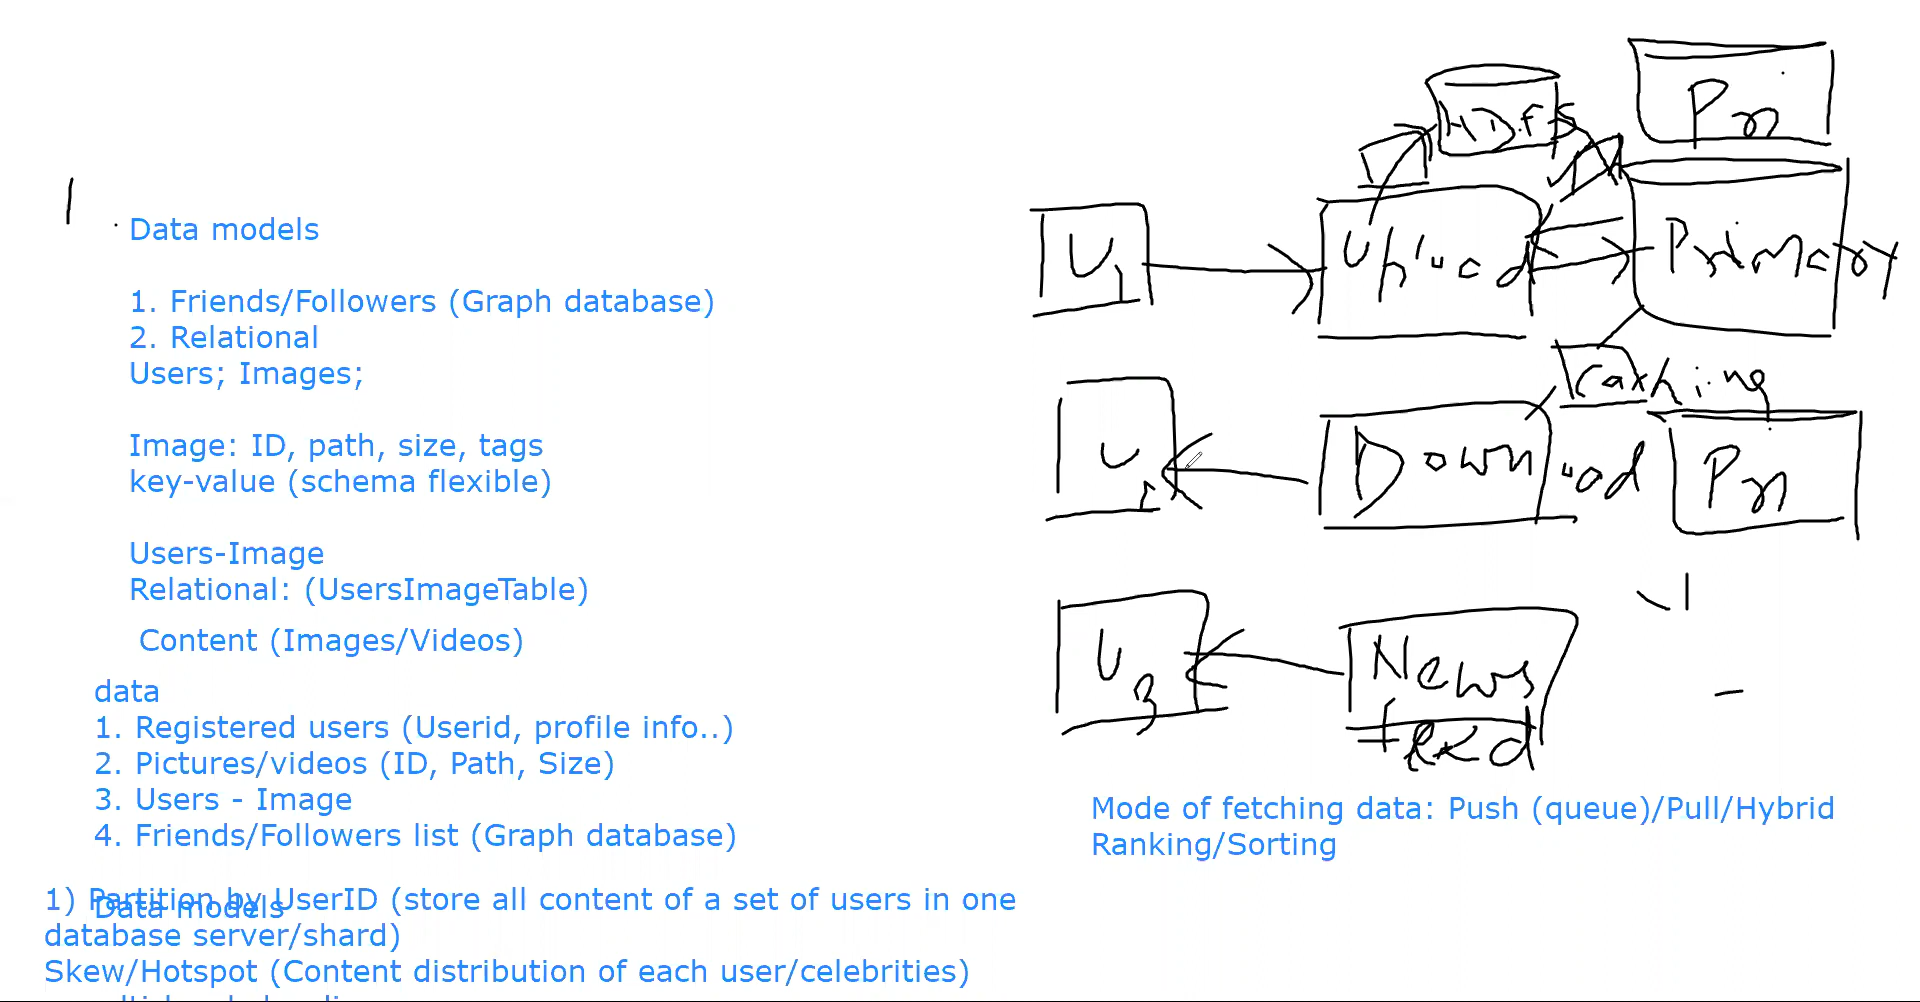 Data models
1. Friends/Followers (Graph database)
2. Relational
Users; Images;
Image: ID, path, size, tags
key-value (schema flexible)
Users-Image
Relational: (UsersImageTable)
Content (Images/Videos)
data
1. Registered users (Userid, profile info..)
2. Pictures/videos (ID, Path, Size)
3. Users - Image
4. Friends/Followers list (Graph database)
Data models
1) Partition by UserID (store all content of a set of users in one
database server/shard)
Skew/Hotspot (Content distribution of each user/celebrities)
HDFS
Pn
U1
Upload
Primary
Caching
U2
Download
Pn
U3
News
feed
Mode of fetching data: Push (queue)/Pull/Hybrid
Ranking/Sorting